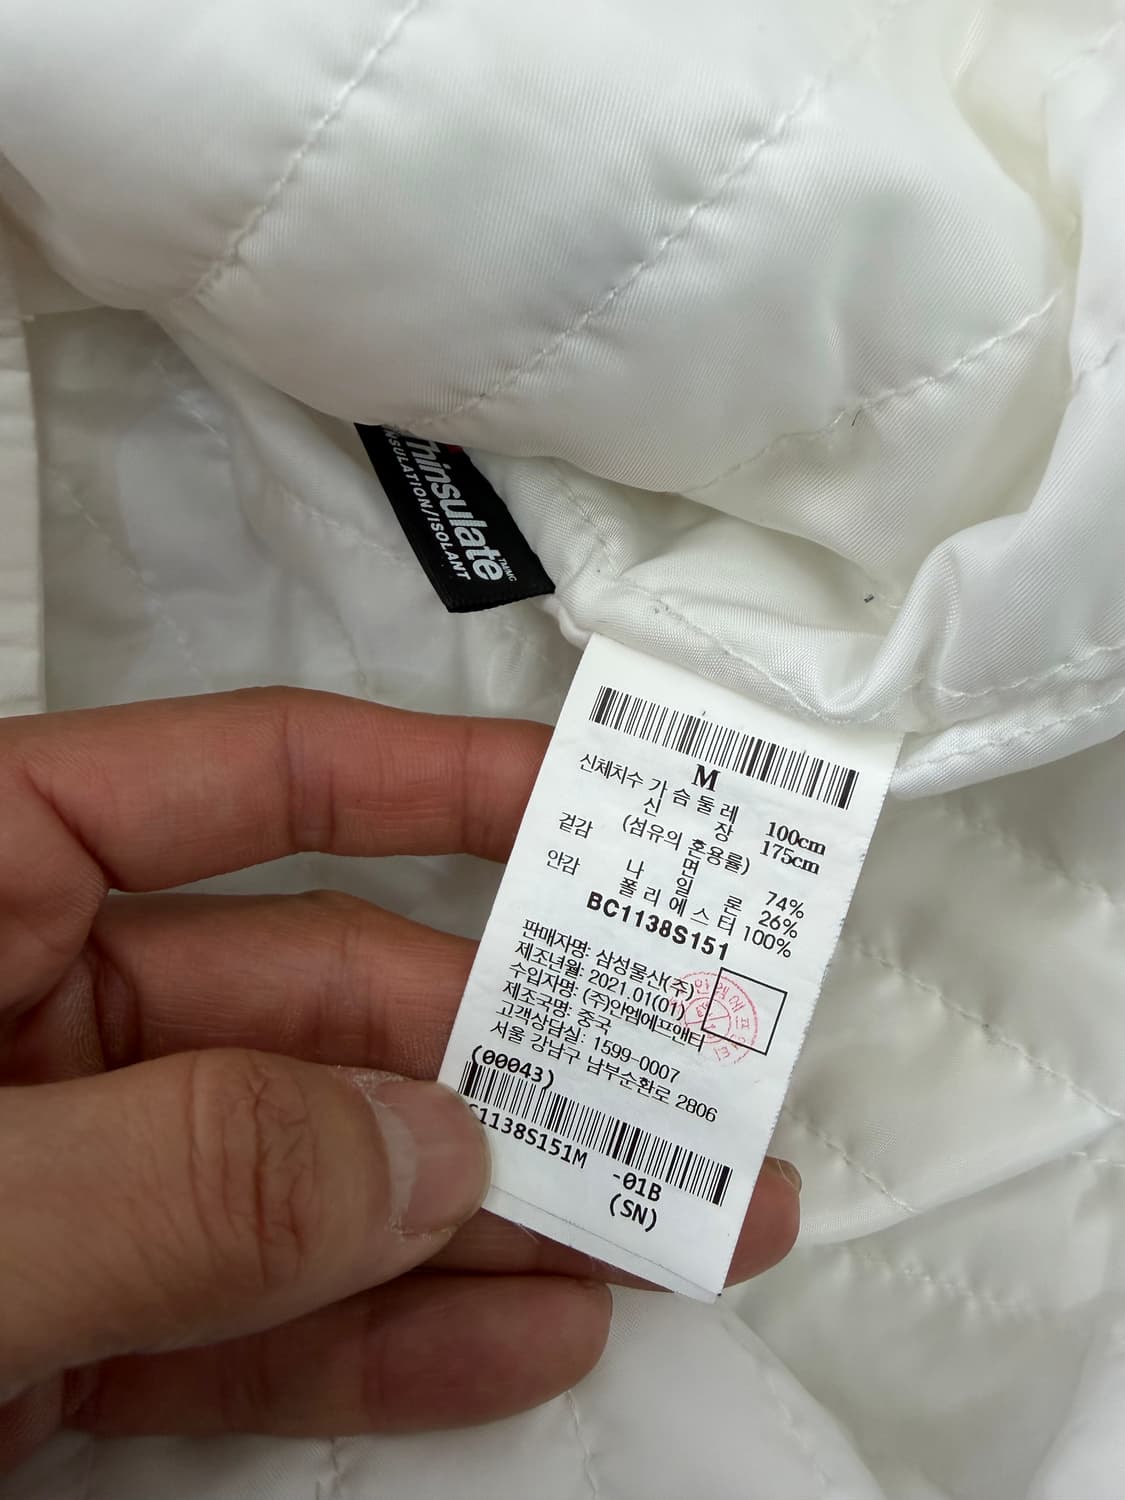 Thinsulate TM/MC
INSULATION/ISOLANT
M
신체치수 가슴둘레 100cm
신 장 175cm
(섬유의 혼용률)
겉감 면 74%
나일론 26%
안감 폴리에스터 100%
BC1138S151
판매자명: 삼성물산(주)
제조년월: 2021.01(01)
수입자명: (주)안엠에프앤티
제조국명: 중국
고객상담실: 1599-0007
서울 강남구 남부순환로 2806
(00043)
C1138S151M -01B
(SN)